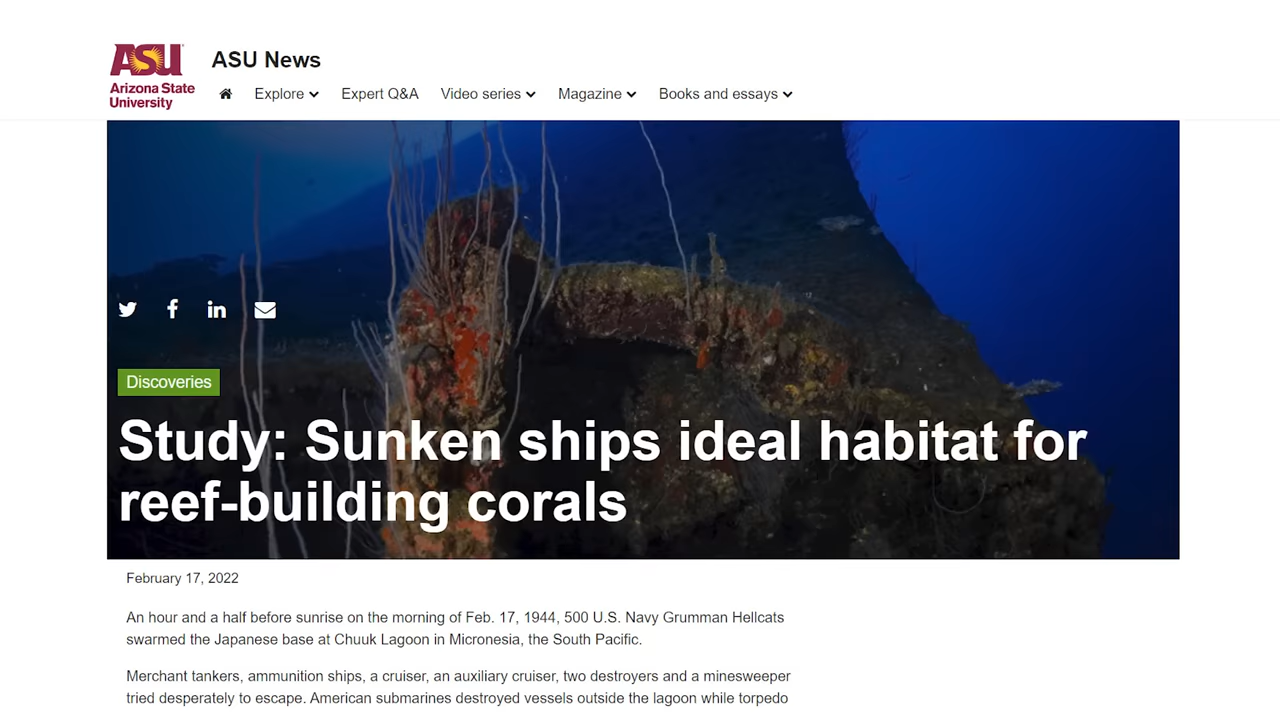 ASU
Arizona State
University
ASU News
Explore Expert Q&A Video series Magazine Books and essays
Discoveries
Study: Sunken ships ideal habitat for
reef-building corals
February 17, 2022
An hour and a half before sunrise on the morning of Feb. 17, 1944, 500 U.S. Navy Grumman Hellcats
swarmed the Japanese base at Chuuk Lagoon in Micronesia, the South Pacific.
Merchant tankers, ammunition ships, a cruiser, an auxiliary cruiser, two destroyers and a minesweeper
tried desperately to escape. American submarines destroyed vessels outside the lagoon while torpedo